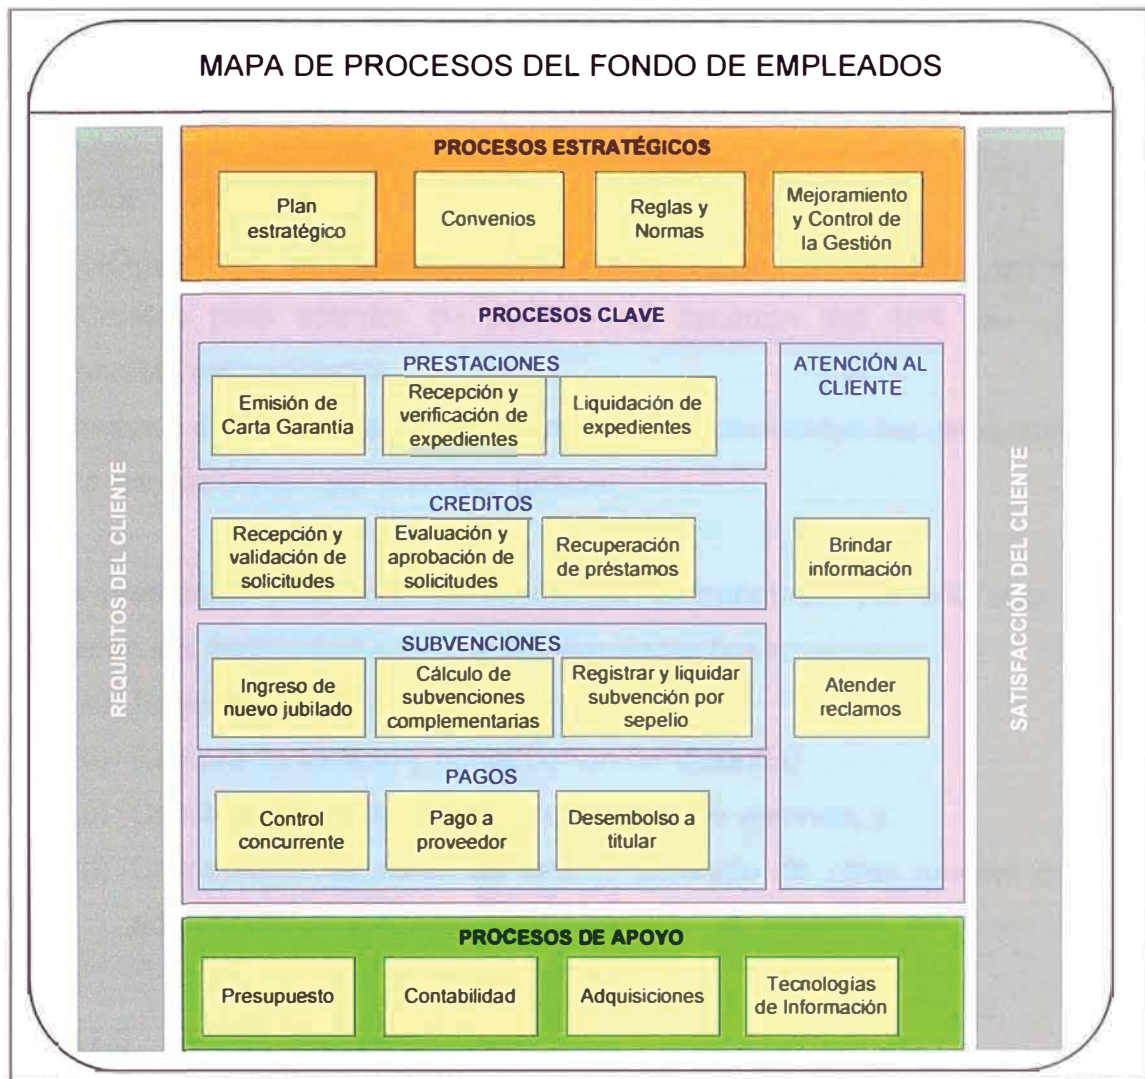 MAPA DE PROCESOS DEL FONDO DE EMPLEADOS
REQUISITOS DEL CLIENTE
PROCESOS ESTRATÉGICOS
Plan
estratégico
Convenios
Reglas y
Normas
Mejoramiento
y Control de
la Gestión
PROCESOS CLAVE
PRESTACIONES
Emisión de
Carta Garantía
Recepción y
verificación de
expedientes
Liquidación de
expedientes
CREDITOS
Recepción y
validación de
solicitudes
Evaluación y
aprobación de
solicitudes
Recuperación
de préstamos
SUBVENCIONES
Ingreso de
nuevo jubilado
Cálculo de
subvenciones
complementarias
Registrar y liquidar
subvención por
sepelio
PAGOS
Control
concurrente
Pago a
proveedor
Desembolso a
titular
ATENCIÓN AL
CLIENTE
Brindar
información
Atender
reclamos
PROCESOS DE APOYO
Presupuesto
Contabilidad
Adquisiciones
Tecnologías
de Información
SATISFACCIÓN DEL CLIENTE